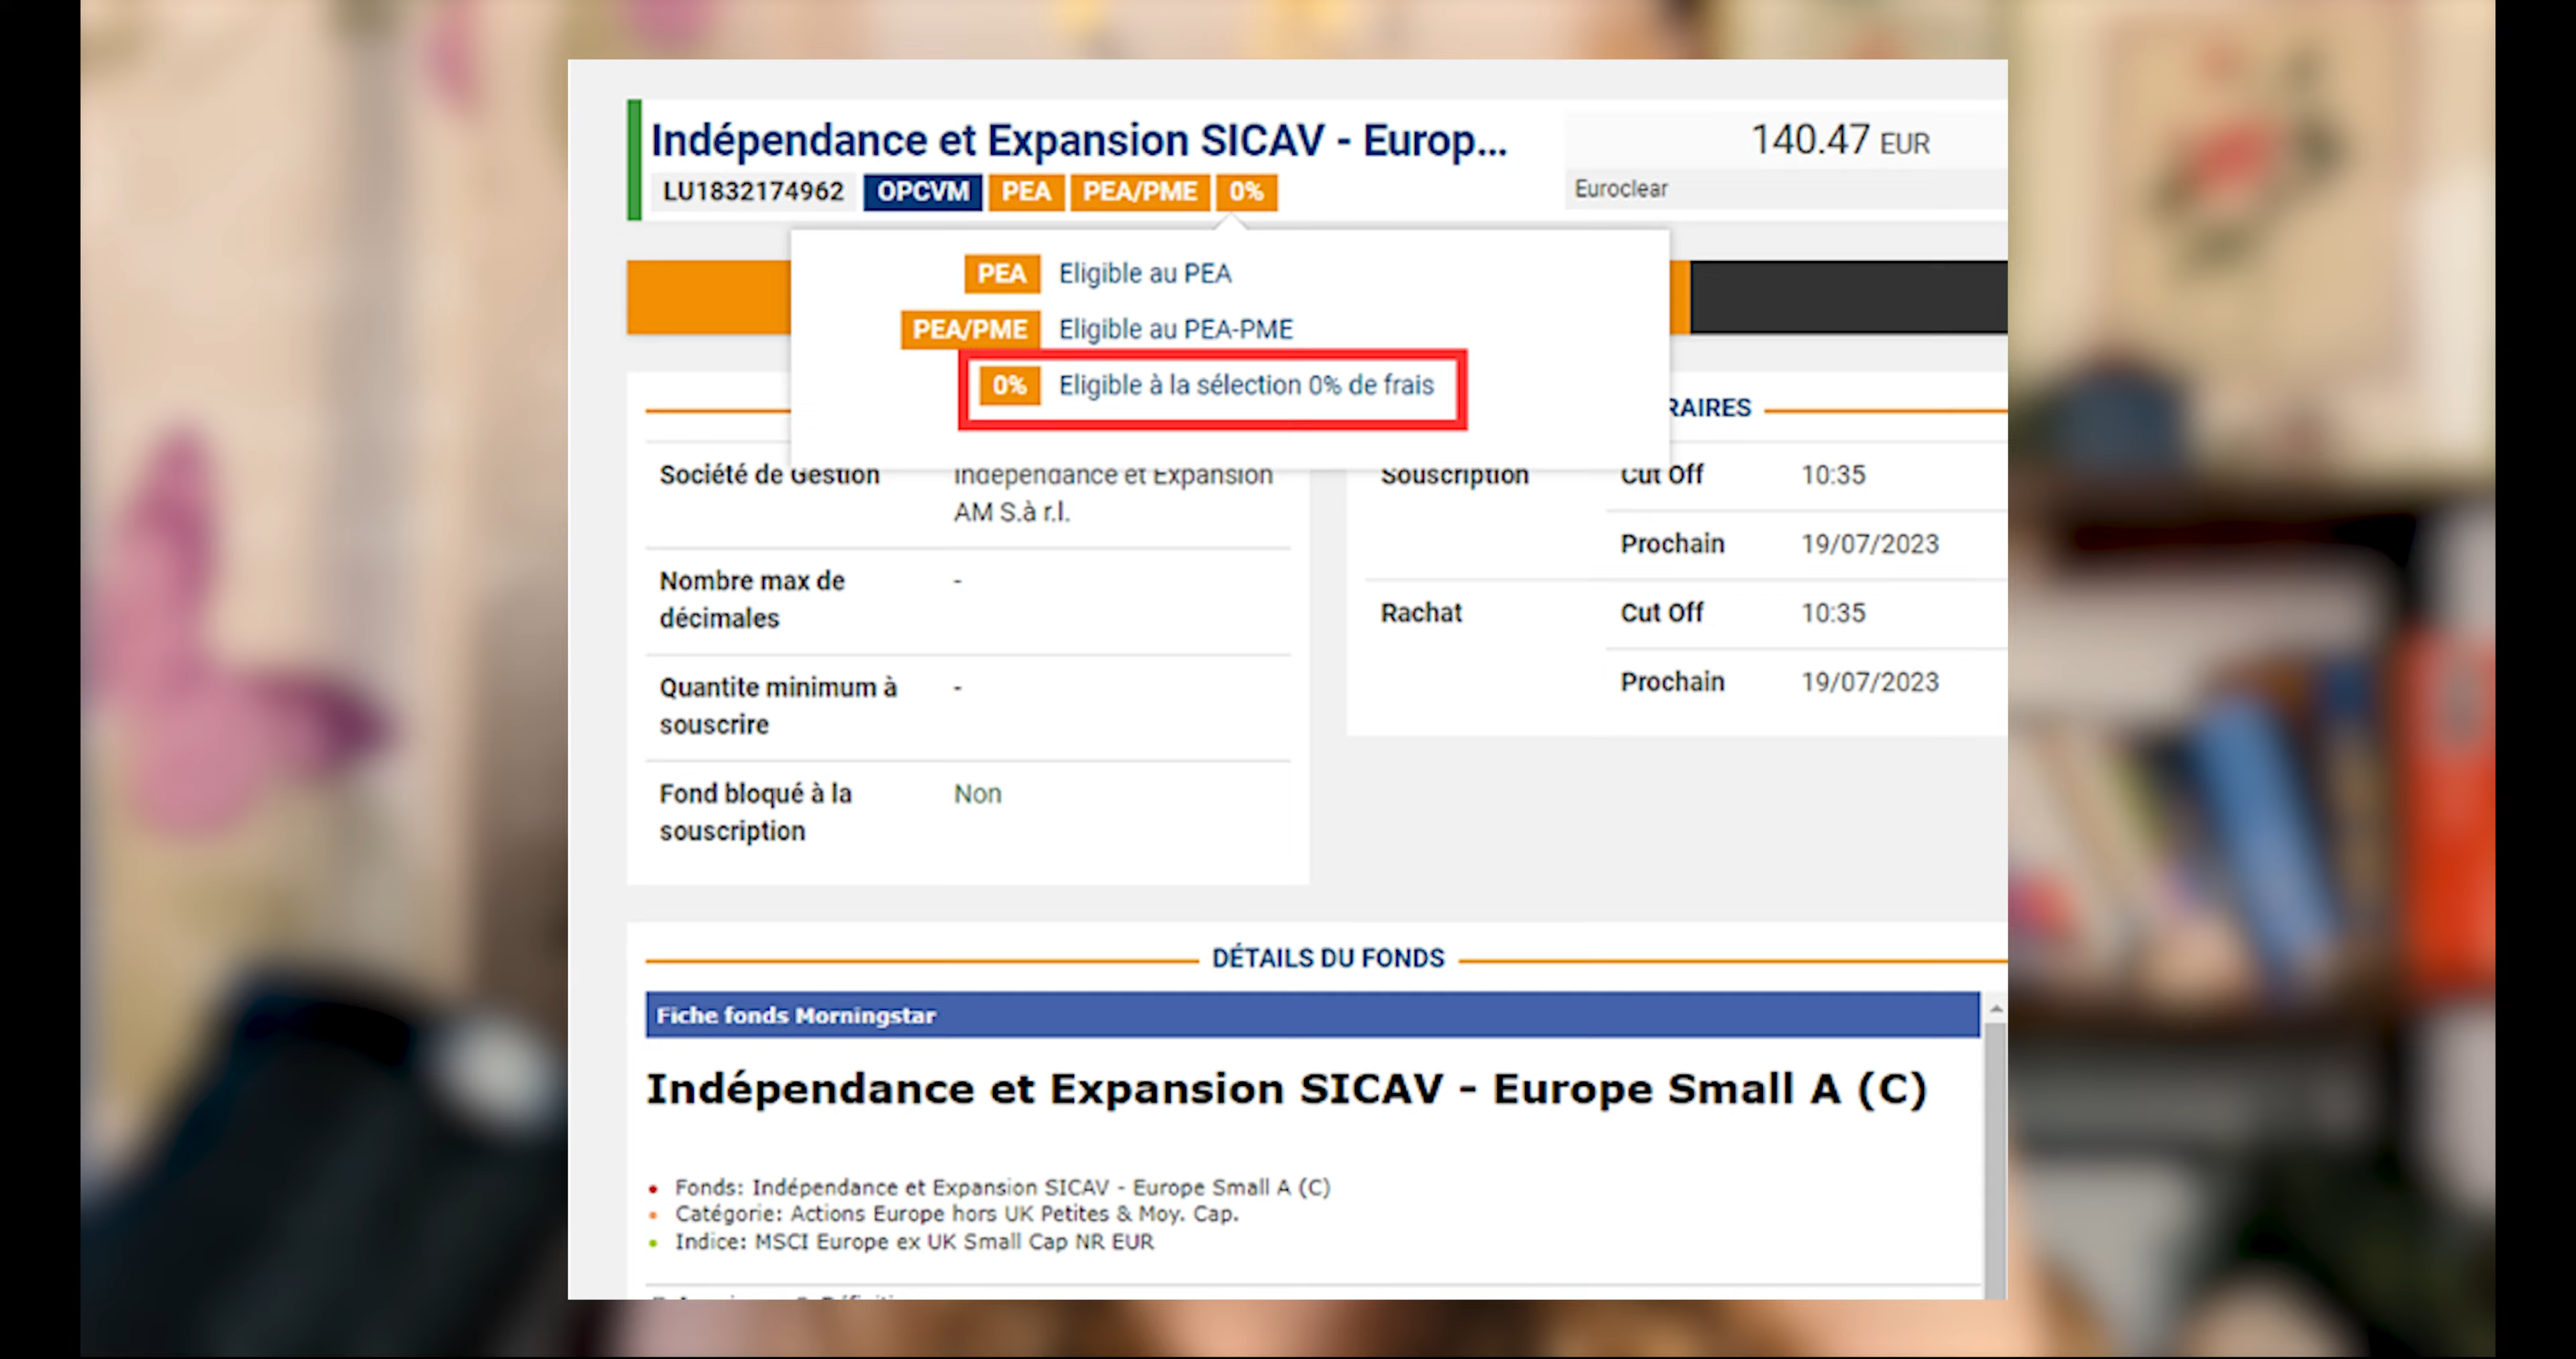 Indépendance et Expansion SICAV - Europ...
140.47 EUR
LU1832174962 OPCVM PEA PEA/PME 0%
Euroclear
PEA Eligible au PEA
PEA/PME Eligible au PEA-PME
0% Eligible à la sélection 0% de frais
RAIRES
Société de Gestion
Indépendance et Expansion
AM S.à r.l.
Nombre max de
décimales
-
Quantite minimum à
souscrire
-
Fond bloqué à la
souscription
Non
Souscription Cut Off 10:35
Prochain 19/07/2023
Rachat Cut Off 10:35
Prochain 19/07/2023
DÉTAILS DU FONDS
Fiche fonds Morningstar
Indépendance et Expansion SICAV - Europe Small A (C)
• Fonds: Indépendance et Expansion SICAV - Europe Small A (C)
• Catégorie: Actions Europe hors UK Petites & Moy. Cap.
• Indice: MSCI Europe ex UK Small Cap NR EUR